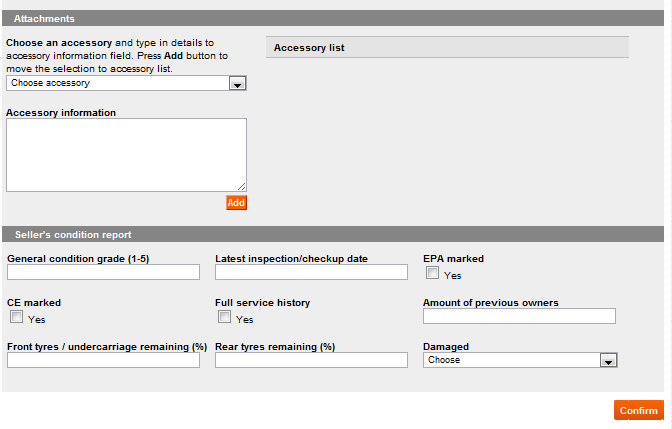 Attachments
Choose an accessory and type in details to
accessory information field. Press Add button to
move the selection to accessory list.
Choose accessory
Accessory list
Accessory information
Add
Seller's condition report
General condition grade (1-5)
Latest inspection/checkup date
EPA marked
Yes
CE marked
Yes
Full service history
Yes
Amount of previous owners
Front tyres / undercarriage remaining (%)
Rear tyres remaining (%)
Damaged
Choose
Confirm